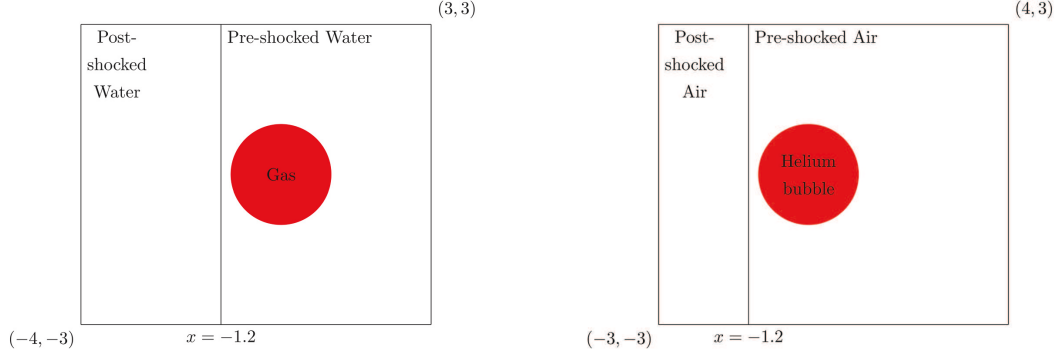 (3, 3)
Post-
shocked
Water
Pre-shocked Water
Gas
(−4, −3)
x = −1.2
(4, 3)
Post-
shocked
Air
Pre-shocked Air
Helium
bubble
(−3, −3)
x = −1.2